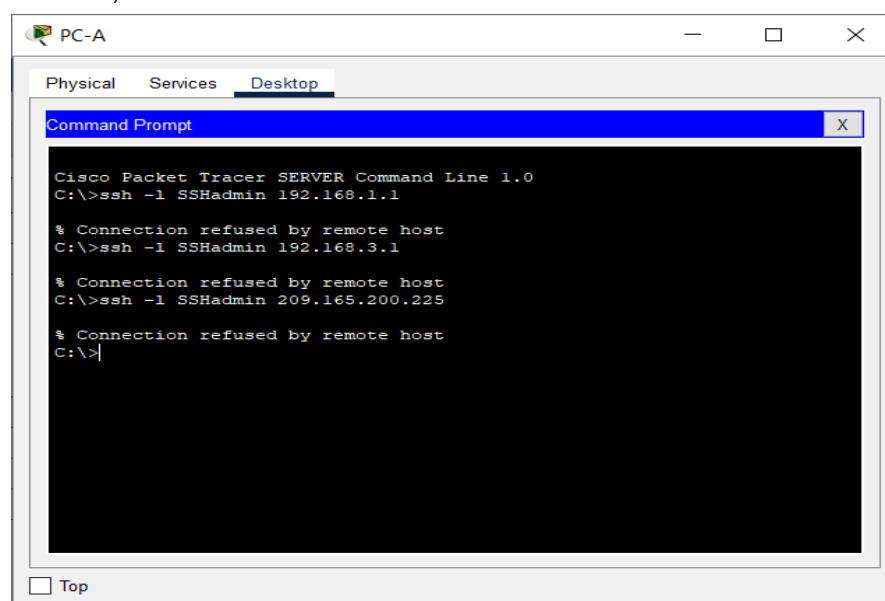 PC-A
Physical Services Desktop
Command Prompt X
Cisco Packet Tracer SERVER Command Line 1.0
C:\>ssh -l SSHadmin 192.168.1.1
% Connection refused by remote host
C:\>ssh -l SSHadmin 192.168.3.1
% Connection refused by remote host
C:\>ssh -l SSHadmin 209.165.200.225
% Connection refused by remote host
C:\>
Top